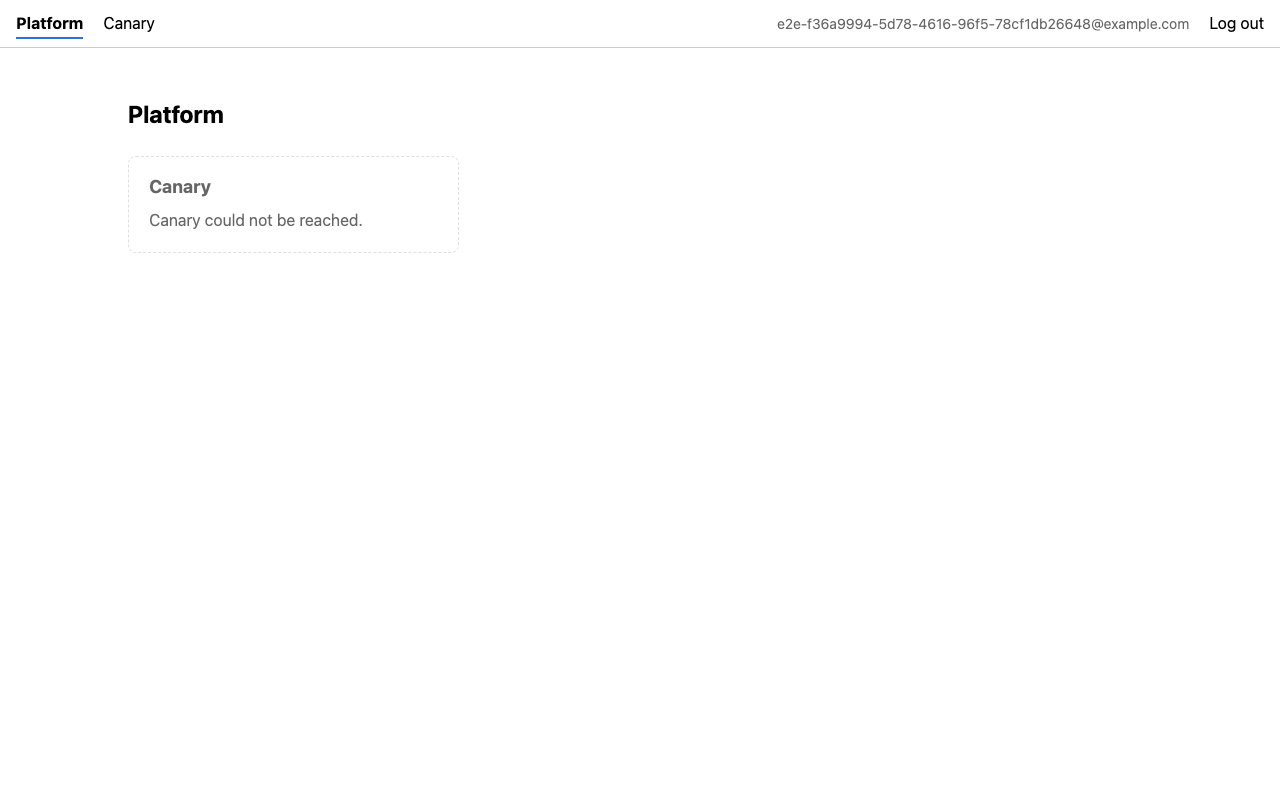 Platform Canary e2e-f36a9994-5d78-4616-96f5-78cf1db26648@example.com Log out
Platform
Canary
Canary could not be reached.